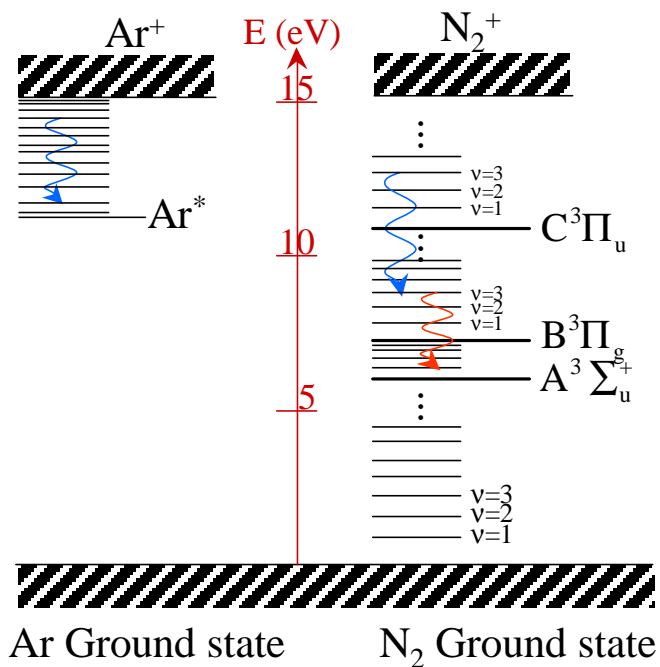 Ar⁺
E (eV)
N₂⁺
15
ν=3
ν=2
ν=1
Ar*
C³Πᵤ
10
ν=3
ν=2
ν=1
B³Π_g
A³Σᵤ⁺
5
ν=3
ν=2
ν=1
Ar Ground state
N₂ Ground state